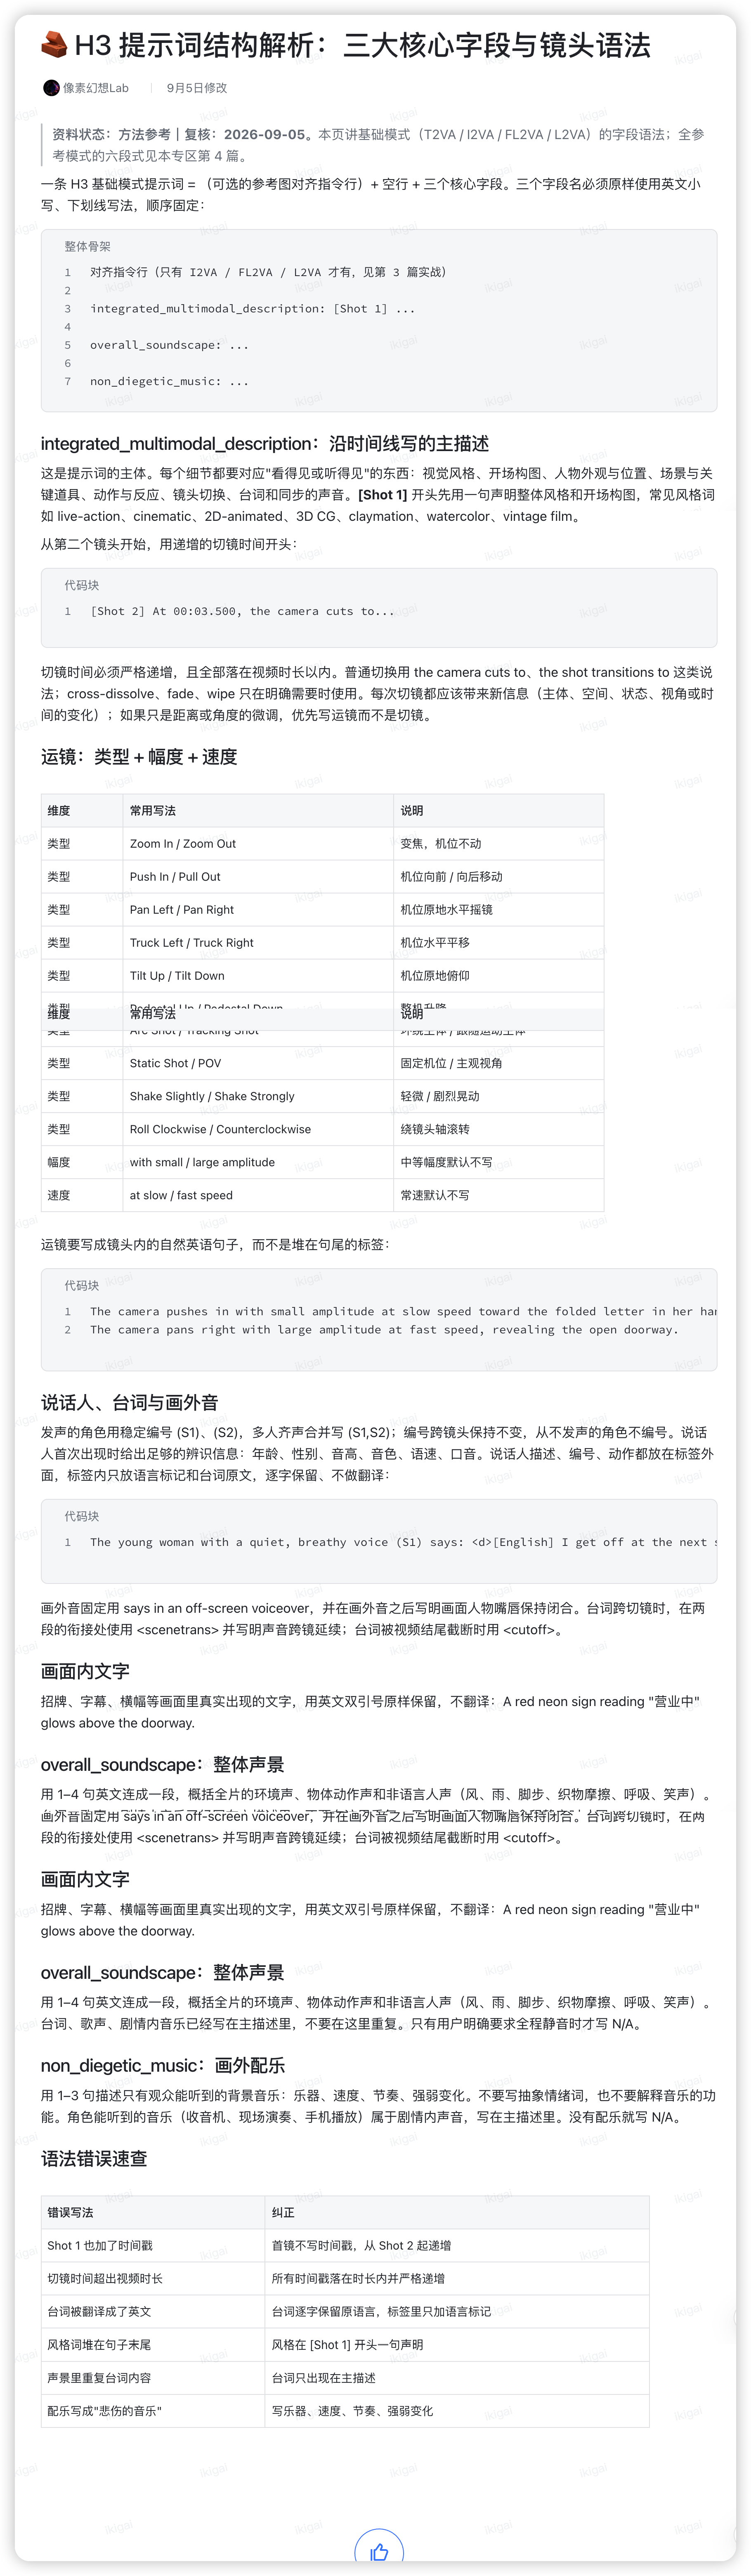 H3 提示词结构解析：三大核心字段与镜头语法
像素幻想Lab
9月5日修改
资料状态：方法参考｜复核：2026-09-05。本页讲基础模式（T2VA / I2VA / FL2VA / L2VA）的字段语法；全参
考模式的六段式见本专区第 4 篇。
一条 H3 基础模式提示词 = （可选的参考图对齐指令行）+ 空行 + 三个核心字段。三个字段名必须原样使用英文小
写、下划线写法，顺序固定：
整体骨架
1 对齐指令行（只有 I2VA / FL2VA / L2VA 才有，见第 3 篇实战）
2
3 integrated_multimodal_description: [Shot 1] ...
4
5 overall_soundscape: ...
6
7 non_diegetic_music: ...
integrated_multimodal_description：沿时间线写的主描述
这是提示词的主体。每个细节都要对应"看得见或听得见"的东西：视觉风格、开场构图、人物外观与位置、场景与关
键道具、动作与反应、镜头切换、台词和同步的声音。[Shot 1] 开头先用一句声明整体风格和开场构图，常见风格词
如 live-action、cinematic、2D-animated、3D CG、claymation、watercolor、vintage film。
从第二个镜头开始，用递增的切镜时间开头：
代码块
1 [Shot 2] At 00:03.500, the camera cuts to...
切镜时间必须严格递增，且全部落在视频时长以内。普通切换用 the camera cuts to、the shot transitions to 这类说
法；cross-dissolve、fade、wipe 只在明确需要时使用。每次切镜都应该带来新信息（主体、空间、状态、视角或时
间的变化）；如果只是距离或角度的微调，优先写运镜而不是切镜。
运镜：类型 + 幅度 + 速度
维度 常用写法 说明
类型 Zoom In / Zoom Out 变焦，机位不动
类型 Push In / Pull Out 机位向前 / 向后移动
类型 Pan Left / Pan Right 机位原地水平摇镜
类型 Truck Left / Truck Right 机位水平平移
类型 Tilt Up / Tilt Down 机位原地俯仰
类型 Pedestal Up / Pedestal Down 整机升降
维度 常用写法 说明
类型 Arc Shot / Tracking Shot 环绕主体 / 跟随运动主体
类型 Static Shot / POV 固定机位 / 主观视角
类型 Shake Slightly / Shake Strongly 轻微 / 剧烈晃动
类型 Roll Clockwise / Counterclockwise 绕镜头轴滚转
幅度 with small / large amplitude 中等幅度默认不写
速度 at slow / fast speed 常速默认不写
运镜要写成镜头内的自然英语句子，而不是堆在句尾的标签：
代码块
1 The camera pushes in with small amplitude at slow speed toward the folded letter in her har
2 The camera pans right with large amplitude at fast speed, revealing the open doorway.
说话人、台词与画外音
发声的角色用稳定编号 (S1)、(S2)，多人齐声合并写 (S1,S2)；编号跨镜头保持不变，从不发声的角色不编号。说话
人首次出现时给出足够的辨识信息：年龄、性别、音高、音色、语速、口音。说话人描述、编号、动作都放在标签外
面，标签内只放语言标记和台词原文，逐字保留、不做翻译：
代码块
1 The young woman with a quiet, breathy voice (S1) says: <d>[English] I get off at the next s
画外音固定用 says in an off-screen voiceover，并在画外音之后写明画面人物嘴唇保持闭合。台词跨切镜时，在两
段的衔接处使用 <scenetrans> 并写明声音跨镜延续；台词被视频结尾截断时用 <cutoff>。
画面内文字
招牌、字幕、横幅等画面里真实出现的文字，用英文双引号原样保留，不翻译：A red neon sign reading "营业中"
glows above the doorway.
overall_soundscape：整体声景
用 1–4 句英文连成一段，概括全片的环境声、物体动作声和非语言人声（风、雨、脚步、织物摩擦、呼吸、笑声）。
画外音固定用 says in an off-screen voiceover，并在画外音之后写明画面人物嘴唇保持闭合。台词跨切镜时，在两
段的衔接处使用 <scenetrans> 并写明声音跨镜延续；台词被视频结尾截断时用 <cutoff>。
画面内文字
招牌、字幕、横幅等画面里真实出现的文字，用英文双引号原样保留，不翻译：A red neon sign reading "营业中"
glows above the doorway.
overall_soundscape：整体声景
用 1–4 句英文连成一段，概括全片的环境声、物体动作声和非语言人声（风、雨、脚步、织物摩擦、呼吸、笑声）。
台词、歌声、剧情内音乐已经写在主描述里，不要在这里重复。只有用户明确要求全程静音时才写 N/A。
non_diegetic_music：画外配乐
用 1–3 句描述只有观众能听到的背景音乐：乐器、速度、节奏、强弱变化。不要写抽象情绪词，也不要解释音乐的功
能。角色能听到的音乐（收音机、现场演奏、手机播放）属于剧情内声音，写在主描述里。没有配乐就写 N/A。
语法错误速查
错误写法 纠正
Shot 1 也加了时间戳 首镜不写时间戳，从 Shot 2 起递增
切镜时间超出视频时长 所有时间戳落在时长内并严格递增
台词被翻译成了英文 台词逐字保留原语言，标签里只加语言标记
风格词堆在句子末尾 风格在 [Shot 1] 开头一句声明
声景里重复台词内容 台词只出现在主描述
配乐写成"悲伤的音乐" 写乐器、速度、节奏、强弱变化
ikigai